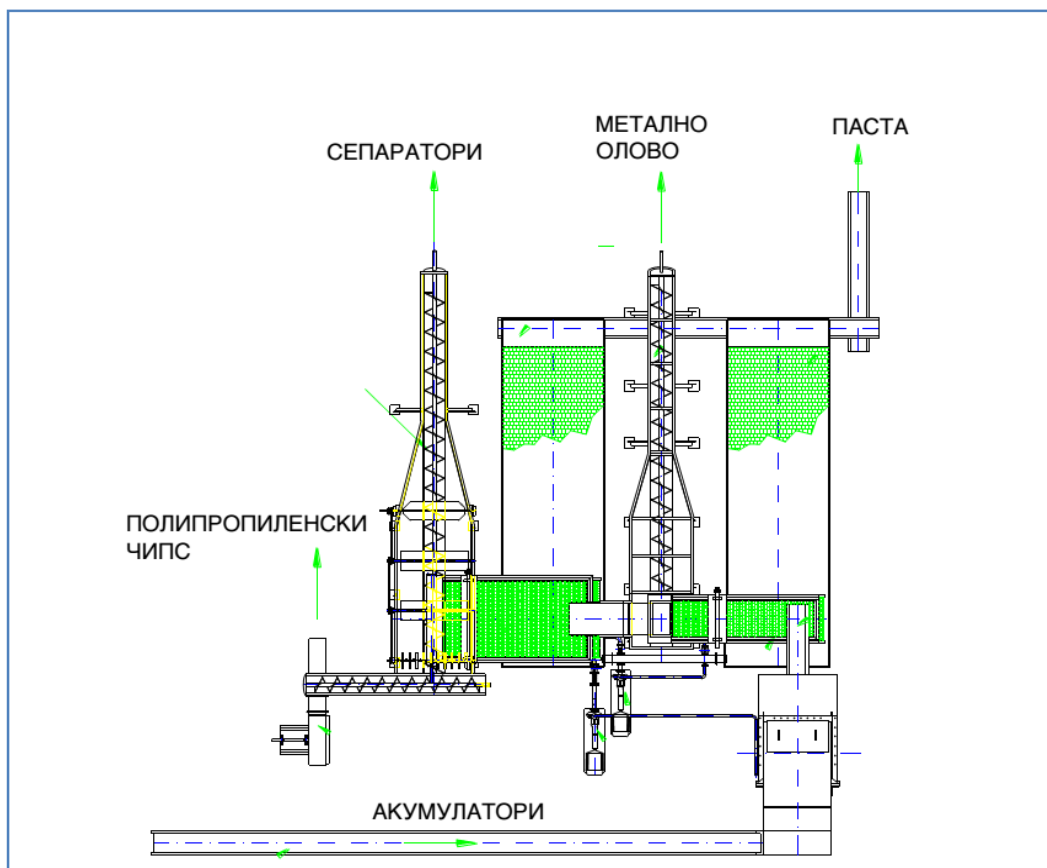 СЕПАРАТОРИ
МЕТАЛНО
ОЛОВО
ПАСТА
ПОЛИПРОПИЛЕНСКИ
ЧИПС
АКУМУЛАТОРИ